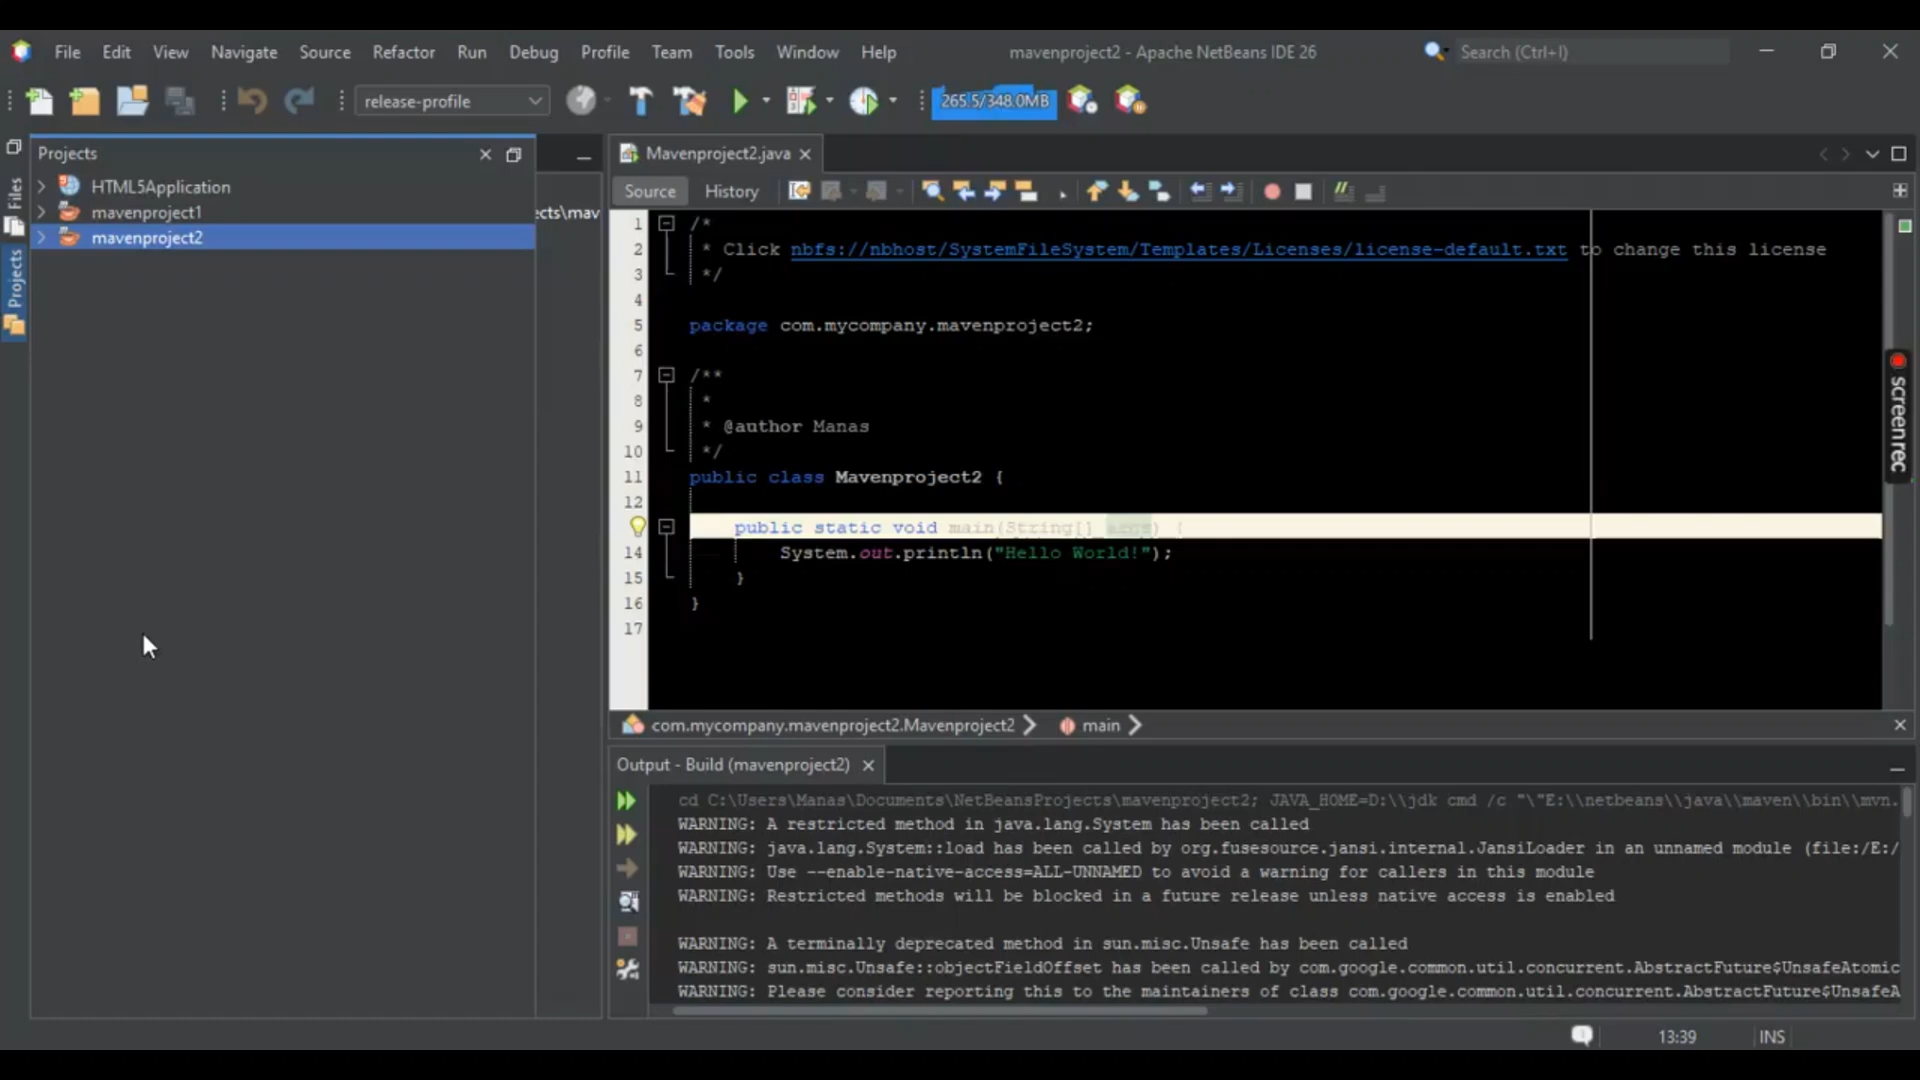 File Edit View Navigate Source Refactor Run Debug Profile Team Tools Window Help
mavenproject2 - Apache NetBeans IDE 26
Search (Ctrl+I)
release-profile
265.5/348.0MB
Files
Projects
Projects
HTML5Application
mavenproject1
mavenproject2
Mavenproject2.java
Source History
1 /*
2 * Click nbfs://nbhost/SystemFileSystem/Templates/Licenses/license-default.txt to change this license
3 */
4
5 package com.mycompany.mavenproject2;
6
7 /**
8 *
9 * @author Manas
10 */
11 public class Mavenproject2 {
12
public static void main(String[] args) {
14 System.out.println("Hello World!");
15 }
16 }
17
com.mycompany.mavenproject2.Mavenproject2 main
Output - Build (mavenproject2)
cd C:\Users\Manas\Documents\NetBeansProjects\mavenproject2; JAVA_HOME=D:\\jdk cmd /c "\"E:\\netbeans\\java\\maven\\bin\\mvn.
WARNING: A restricted method in java.lang.System has been called
WARNING: java.lang.System::load has been called by org.fusesource.jansi.internal.JansiLoader in an unnamed module (file:/E:/
WARNING: Use --enable-native-access=ALL-UNNAMED to avoid a warning for callers in this module
WARNING: Restricted methods will be blocked in a future release unless native access is enabled
WARNING: A terminally deprecated method in sun.misc.Unsafe has been called
WARNING: sun.misc.Unsafe::objectFieldOffset has been called by com.google.common.util.concurrent.AbstractFuture$UnsafeAtomic
WARNING: Please consider reporting this to the maintainers of class com.google.common.util.concurrent.AbstractFuture$UnsafeA
screenrec
13:39 INS